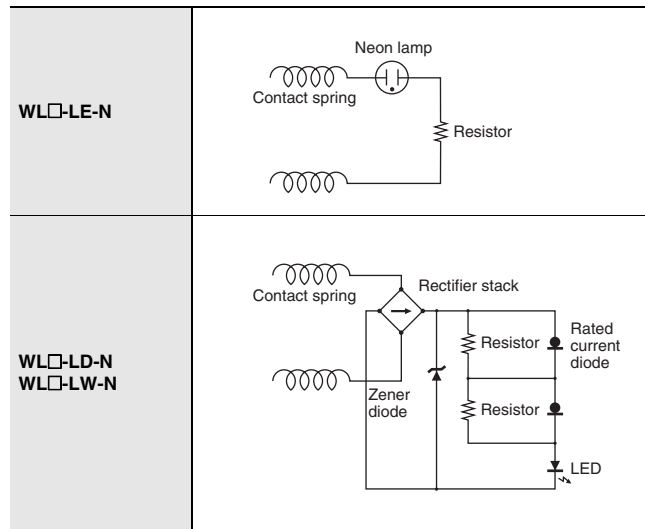 WL□-LE-N
Neon lamp
Contact spring
Resistor
WL□-LD-N
WL□-LW-N
Contact spring
Rectifier stack
Zener
diode
Resistor
Resistor
Rated
current
diode
LED